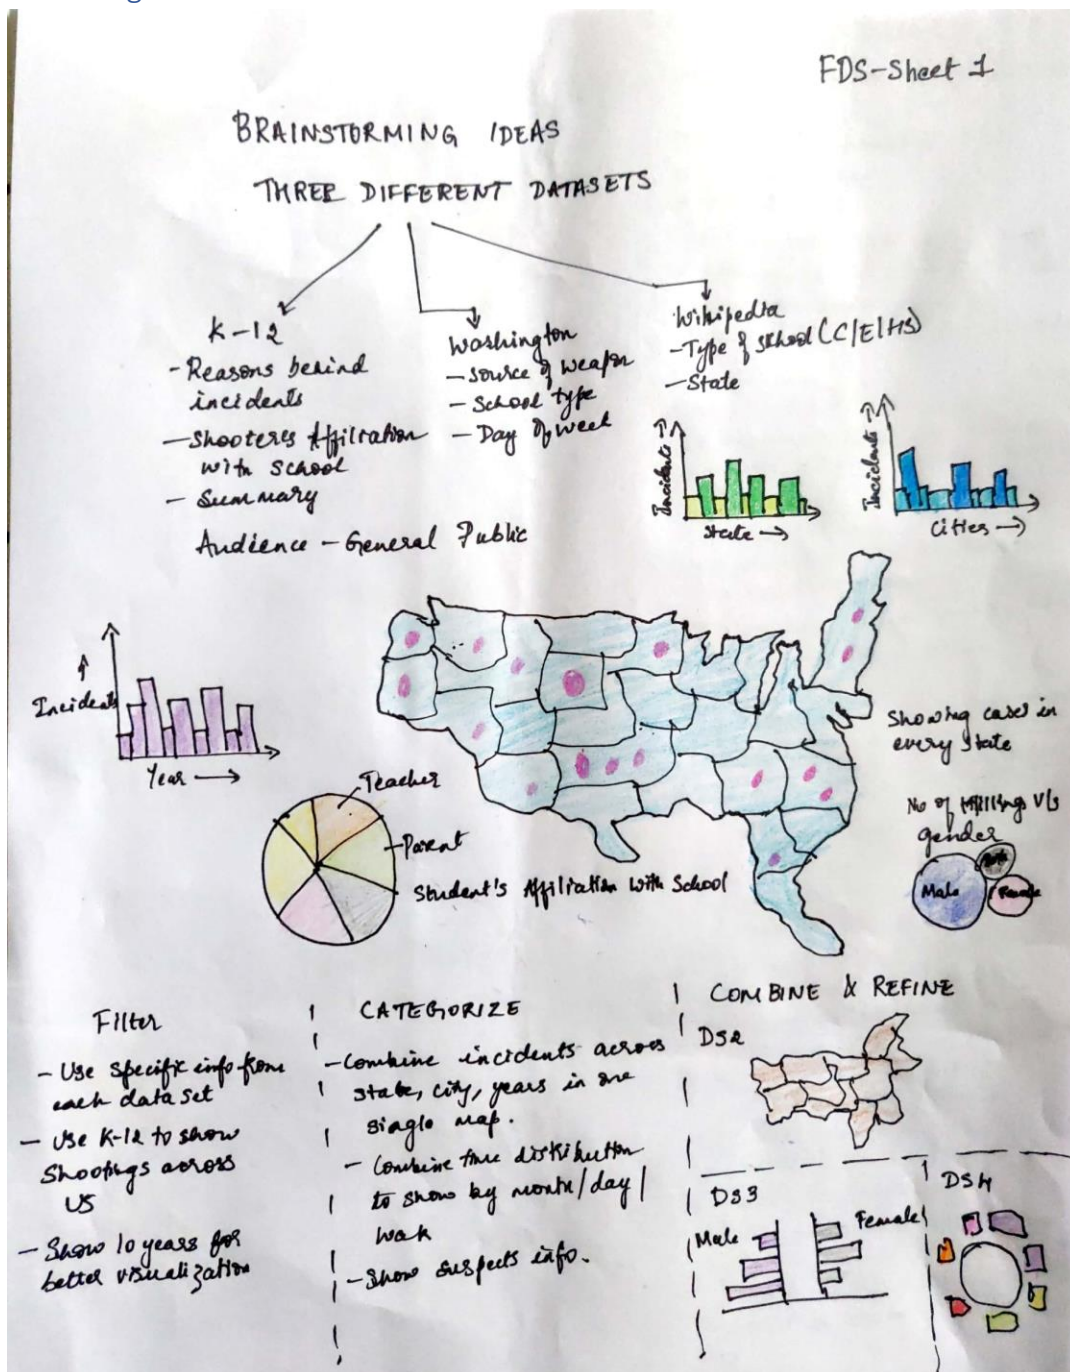 FDS-Sheet 1
BRAINSTORMING IDEAS
THREE DIFFERENT DATASETS
K-12
- Reasons behind
incidents
- Shooters Affiliation
with school
- Summary
Washington
- Source of weapon
- School type
- Day of week
Wikipedia
- Type of school (C/E/HS)
- State
Audience - General Public
Incidents
State
Incidents
Cities
Incidents
Year
Teacher
Parent
Student's Affiliation with School
Showing cases in
every state
No of killing V/s
gender
Male
Female
Filter
- Use specific info from
each data set
- Use K-12 to show
Shootings across
US
- Show 10 years for
better visualization
CATEGORIZE
- Combine incidents across
state, city, years in one
single map.
- Combine time distribution
to show by month/day/
week
- Show suspects info.
COMBINE & REFINE
DS2
DS3
Male
Female
DS4